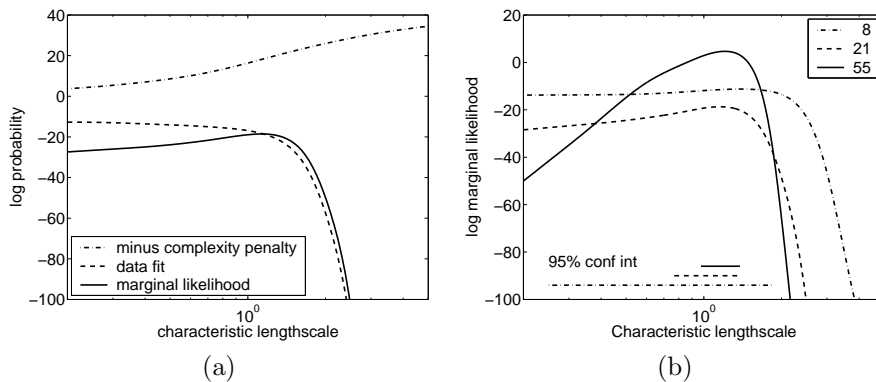 40
20
0
−20
−40
−60
−80
−100
log probability
minus complexity penalty
data fit
marginal likelihood
10^0
characteristic lengthscale
(a)
20
0
−20
−40
−60
−80
−100
log marginal likelihood
8
21
55
95% conf int
10^0
Characteristic lengthscale
(b)